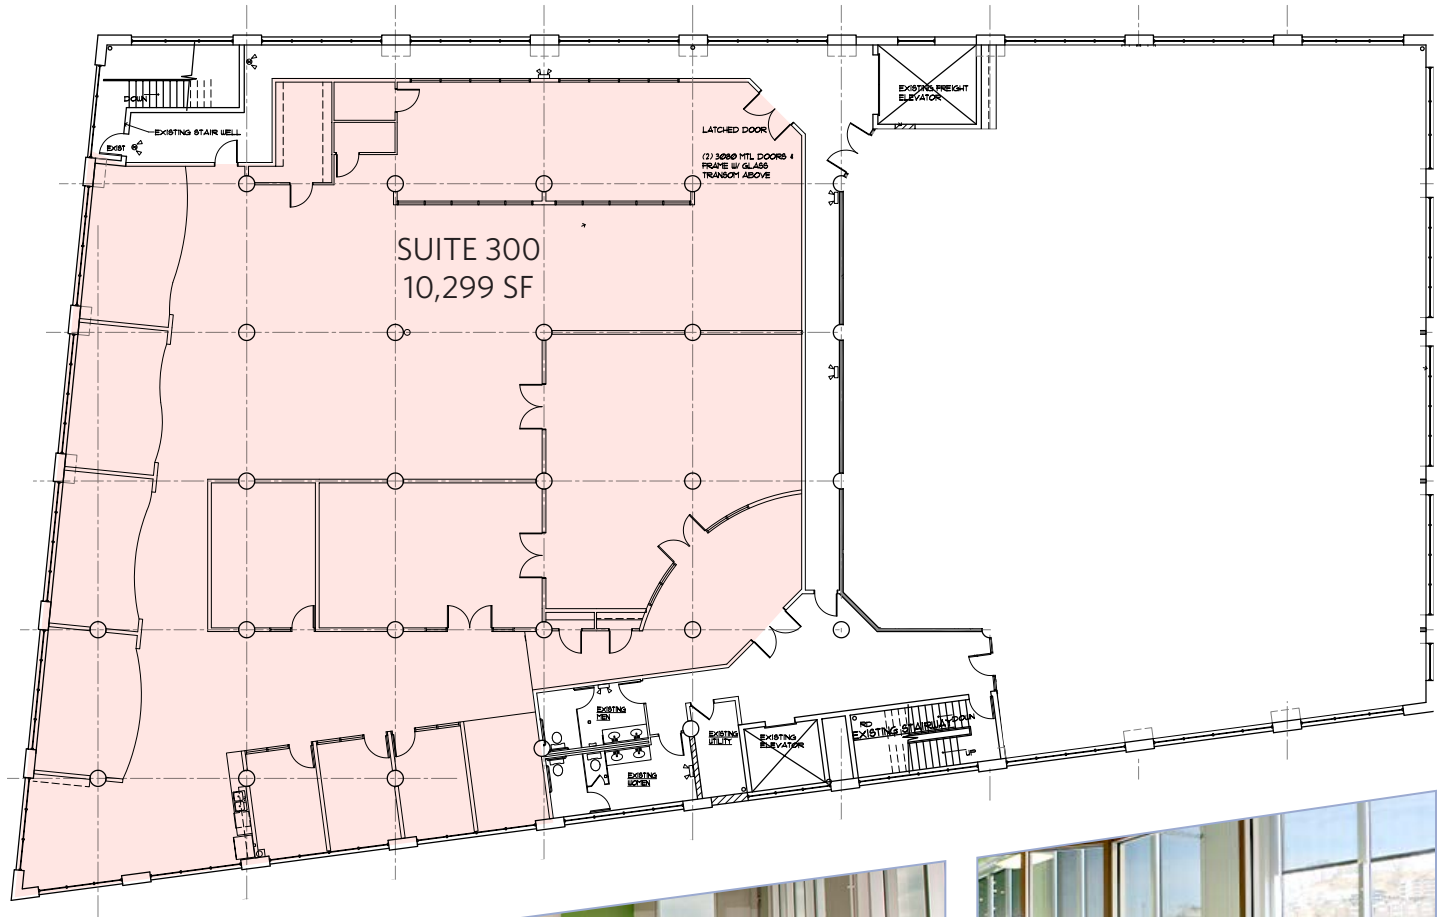 EXISTING FREIGHT
ELEVATOR
DOWN
EXISTING STAIR WELL
EXIST
LATCHED DOOR
(2) 3080 MTL DOORS &
FRAME W/ GLASS
TRANSOM ABOVE
SUITE 300
10,299 SF
EXISTING
MEN
EXISTING
UTILITY
EXISTING
ELEVATOR
RD
EXISTING STAIRWAY
DOWN
UP
EXISTING
WOMEN